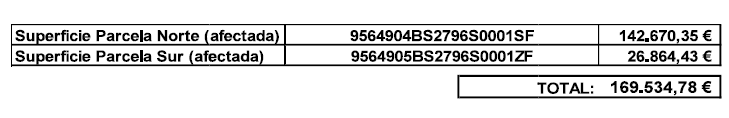 Superficie Parcela Norte (afectada) 9564904BS2796S0001SF 142.670,35 €
Superficie Parcela Sur (afectada) 9564905BS2796S0001ZF 26.864,43 €
TOTAL: 169.534,78 €